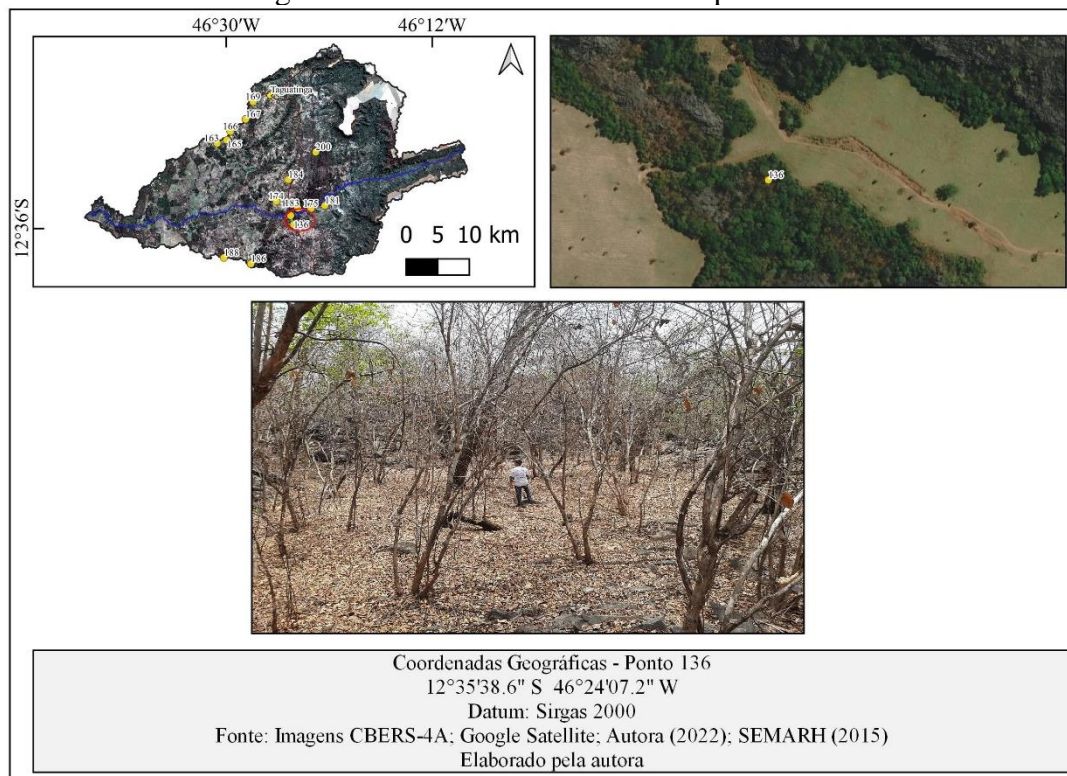 46°30′W 46°12′W
12°36′S
Taguatinga
169
167
166
163
165
200
184
174
183
175
181
136
188
186
0 5 10 km
136
Coordenadas Geográficas - Ponto 136
12°35'38.6" S 46°24'07.2" W
Datum: Sirgas 2000
Fonte: Imagens CBERS-4A; Google Satellite; Autora (2022); SEMARH (2015)
Elaborado pela autora